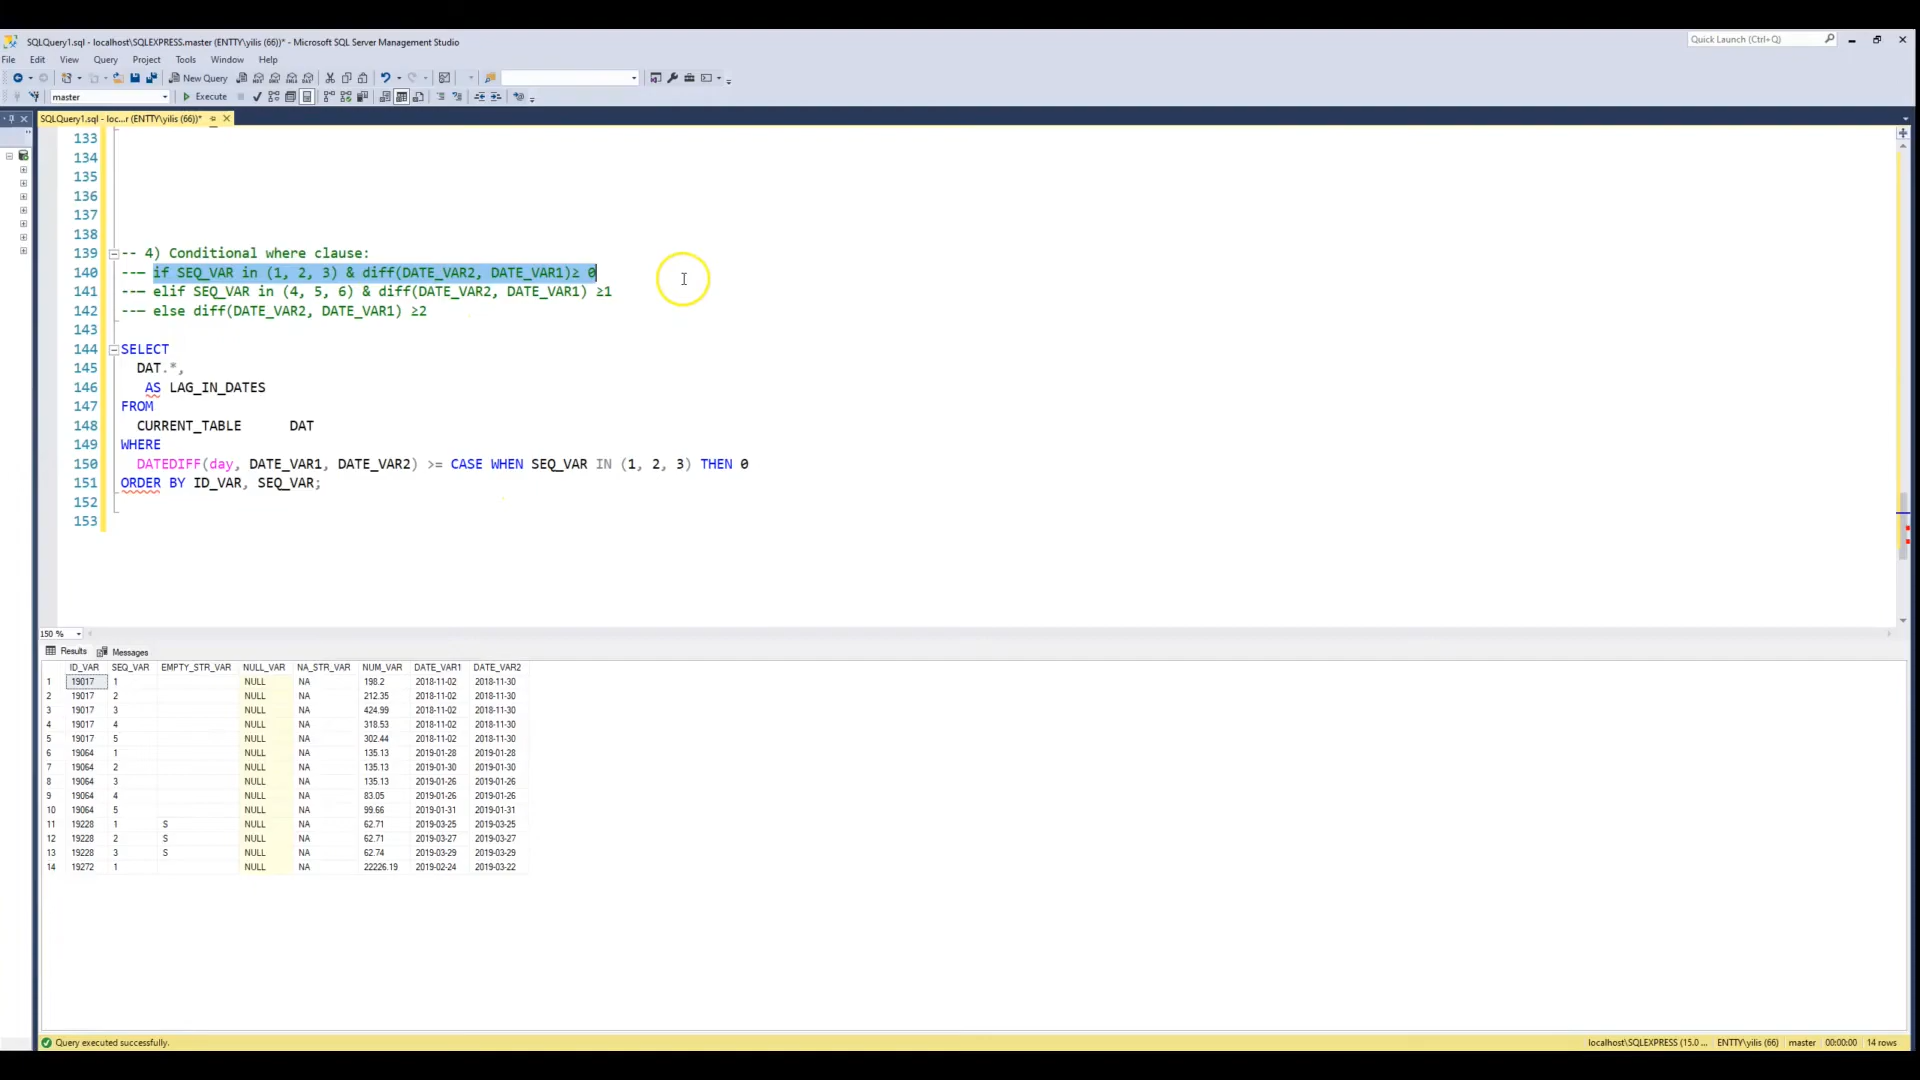 SQLQuery1.sql - localhost\SQLEXPRESS.master (ENTTY\yilis (66))* - Microsoft SQL Server Management Studio
Quick Launch (Ctrl+Q)
File Edit View Query Project Tools Window Help
New Query
master Execute
SQLQuery1.sql - loc...r (ENTTY\yilis (66))*
133
134
135
136
137
138
139 -- 4) Conditional where clause:
140 --— if SEQ_VAR in (1, 2, 3) & diff(DATE_VAR2, DATE_VAR1)≥ 0
141 --— elif SEQ_VAR in (4, 5, 6) & diff(DATE_VAR2, DATE_VAR1) ≥1
142 --— else diff(DATE_VAR2, DATE_VAR1) ≥2
143
144 SELECT
145 DAT.*,
146 AS LAG_IN_DATES
147 FROM
148 CURRENT_TABLE DAT
149 WHERE
150 DATEDIFF(day, DATE_VAR1, DATE_VAR2) >= CASE WHEN SEQ_VAR IN (1, 2, 3) THEN 0
151 ORDER BY ID_VAR, SEQ_VAR;
152
153
150 %
Results Messages
ID_VAR SEQ_VAR EMPTY_STR_VAR NULL_VAR NA_STR_VAR NUM_VAR DATE_VAR1 DATE_VAR2
1 19017 1 NULL NA 198.2 2018-11-02 2018-11-30
2 19017 2 NULL NA 212.35 2018-11-02 2018-11-30
3 19017 3 NULL NA 424.99 2018-11-02 2018-11-30
4 19017 4 NULL NA 318.53 2018-11-02 2018-11-30
5 19017 5 NULL NA 302.44 2018-11-02 2018-11-30
6 19064 1 NULL NA 135.13 2019-01-28 2019-01-28
7 19064 2 NULL NA 135.13 2019-01-30 2019-01-30
8 19064 3 NULL NA 135.13 2019-01-26 2019-01-26
9 19064 4 NULL NA 83.05 2019-01-26 2019-01-26
10 19064 5 NULL NA 99.66 2019-01-31 2019-01-31
11 19228 1 S NULL NA 62.71 2019-03-25 2019-03-25
12 19228 2 S NULL NA 62.71 2019-03-27 2019-03-27
13 19228 3 S NULL NA 62.74 2019-03-29 2019-03-29
14 19272 1 NULL NA 22226.19 2019-02-24 2019-03-22
Query executed successfully. localhost\SQLEXPRESS (15.0 ... ENTTY\yilis (66) master 00:00:00 14 rows